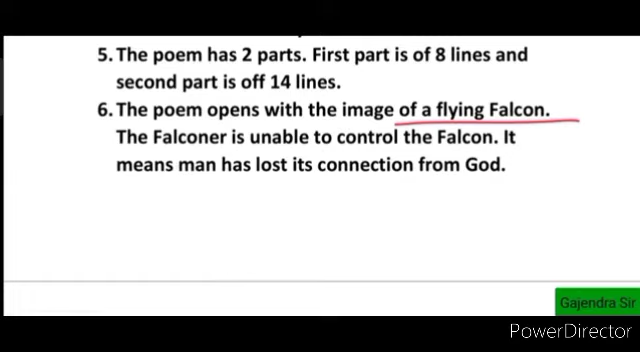 5. The poem has 2 parts. First part is of 8 lines and
second part is off 14 lines.
6. The poem opens with the image of a flying Falcon.
The Falconer is unable to control the Falcon. It
means man has lost its connection from God.
Gajendra Sir
PowerDirector